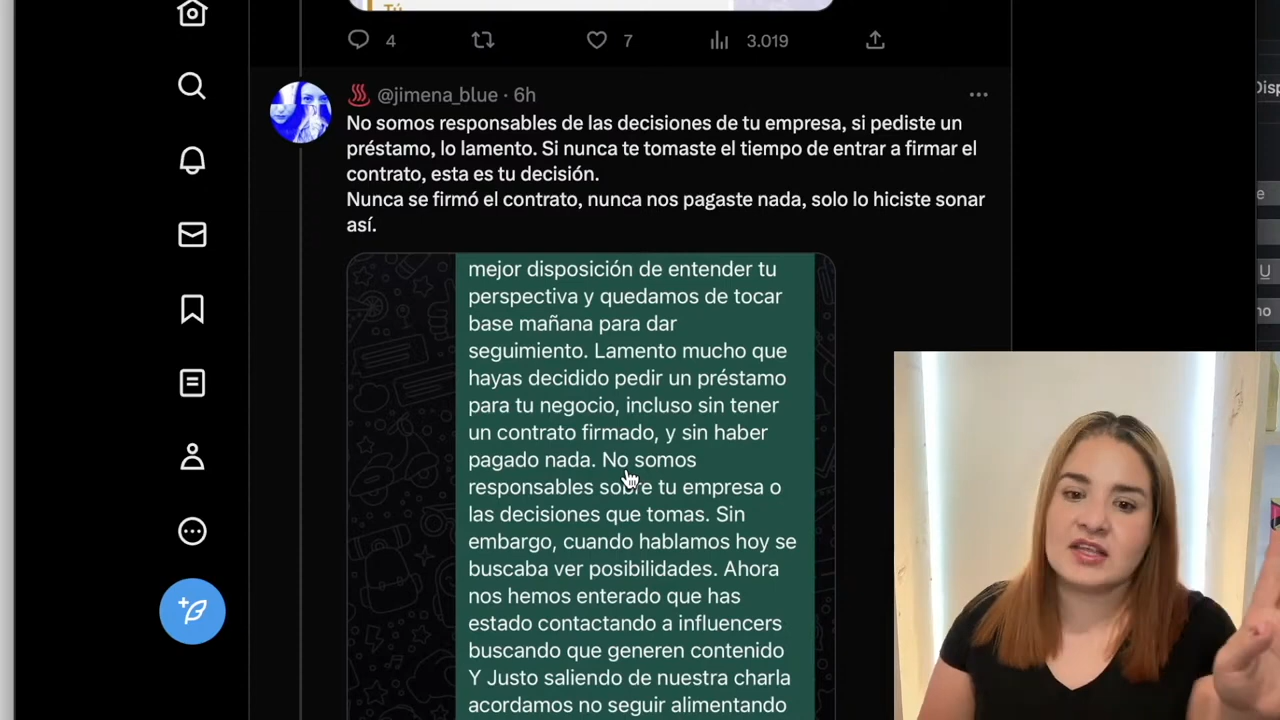 Tú
4
7
3.019
@jimena_blue · 6h
No somos responsables de las decisiones de tu empresa, si pediste un
préstamo, lo lamento. Si nunca te tomaste el tiempo de entrar a firmar el
contrato, esta es tu decisión.
Nunca se firmó el contrato, nunca nos pagaste nada, solo lo hiciste sonar
así.
mejor disposición de entender tu
perspectiva y quedamos de tocar
base mañana para dar
seguimiento. Lamento mucho que
hayas decidido pedir un préstamo
para tu negocio, incluso sin tener
un contrato firmado, y sin haber
pagado nada. No somos
responsables sobre tu empresa o
las decisiones que tomas. Sin
embargo, cuando hablamos hoy se
buscaba ver posibilidades. Ahora
nos hemos enterado que has
estado contactando a influencers
buscando que generen contenido
Y Justo saliendo de nuestra charla
acordamos no seguir alimentando